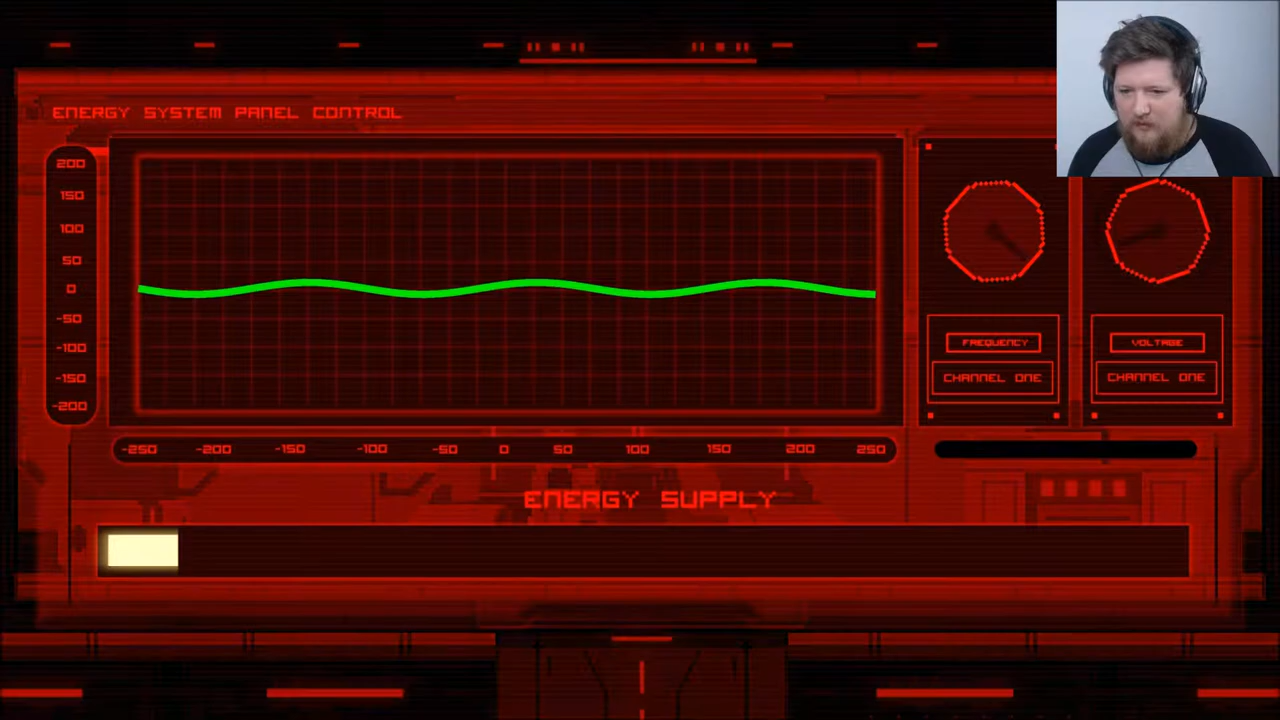 ENERGY SYSTEM PANEL CONTROL
200
150
100
50
0
-50
-100
-150
-200
-250 -200 -150 -100 -50 0 50 100 150 200 250
FREQUENCY
CHANNEL ONE
VOLTAGE
CHANNEL ONE
ENERGY SUPPLY